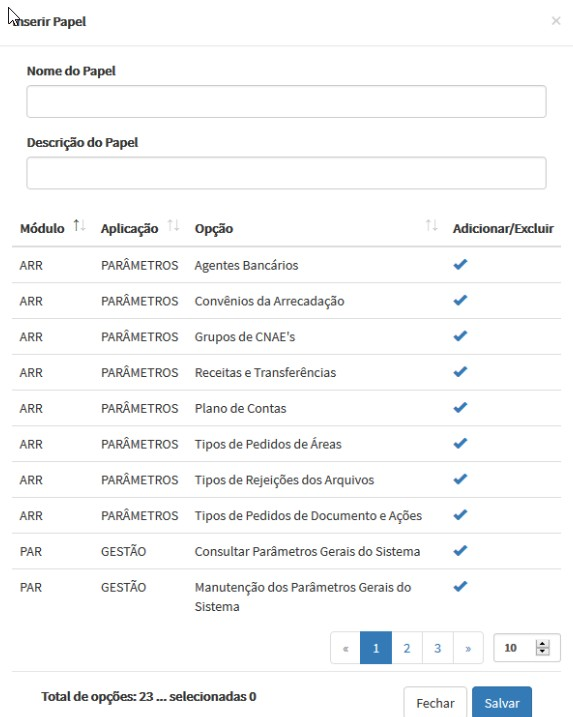 Inserir Papel ×
Nome do Papel
Descrição do Papel
Módulo Aplicação Opção Adicionar/Excluir
ARR PARÂMETROS Agentes Bancários
ARR PARÂMETROS Convênios da Arrecadação
ARR PARÂMETROS Grupos de CNAE's
ARR PARÂMETROS Receitas e Transferências
ARR PARÂMETROS Plano de Contas
ARR PARÂMETROS Tipos de Pedidos de Áreas
ARR PARÂMETROS Tipos de Rejeições dos Arquivos
ARR PARÂMETROS Tipos de Pedidos de Documento e Ações
PAR GESTÃO Consultar Parâmetros Gerais do Sistema
PAR GESTÃO Manutenção dos Parâmetros Gerais do
Sistema
« 1 2 3 » 10
Total de opções: 23 ... selecionadas 0
Fechar Salvar